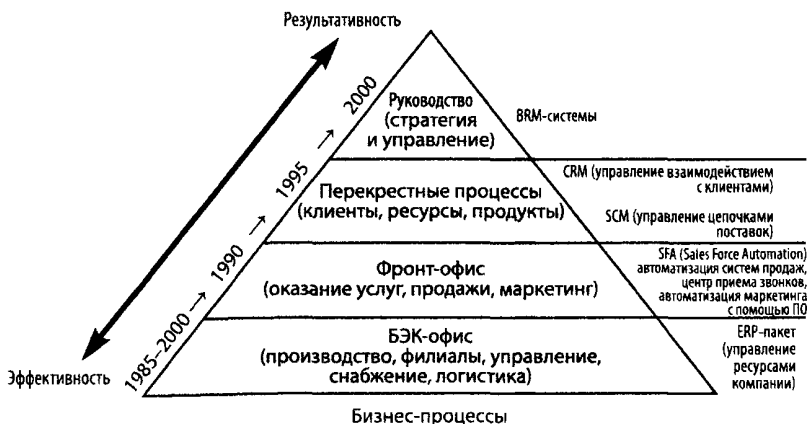 Результативность
Руководство
(стратегия
и управление)
BRM-системы
CRM (управление взаимодействием
с клиентами)
Перекрестные процессы
(клиенты, ресурсы, продукты)
SCM (управление цепочками
поставок)
Фронт-офис
(оказание услуг, продажи, маркетинг)
SFA (Sales Force Automation)
автоматизация систем продаж,
центр приема звонков,
автоматизация маркетинга
с помощью ПО
БЭК-офис
(производство, филиалы, управление,
снабжение, логистика)
ERP-пакет
(управление
ресурсами
компании)
1985–2000 → 1990 → 1995 → 2000
Эффективность
Бизнес-процессы